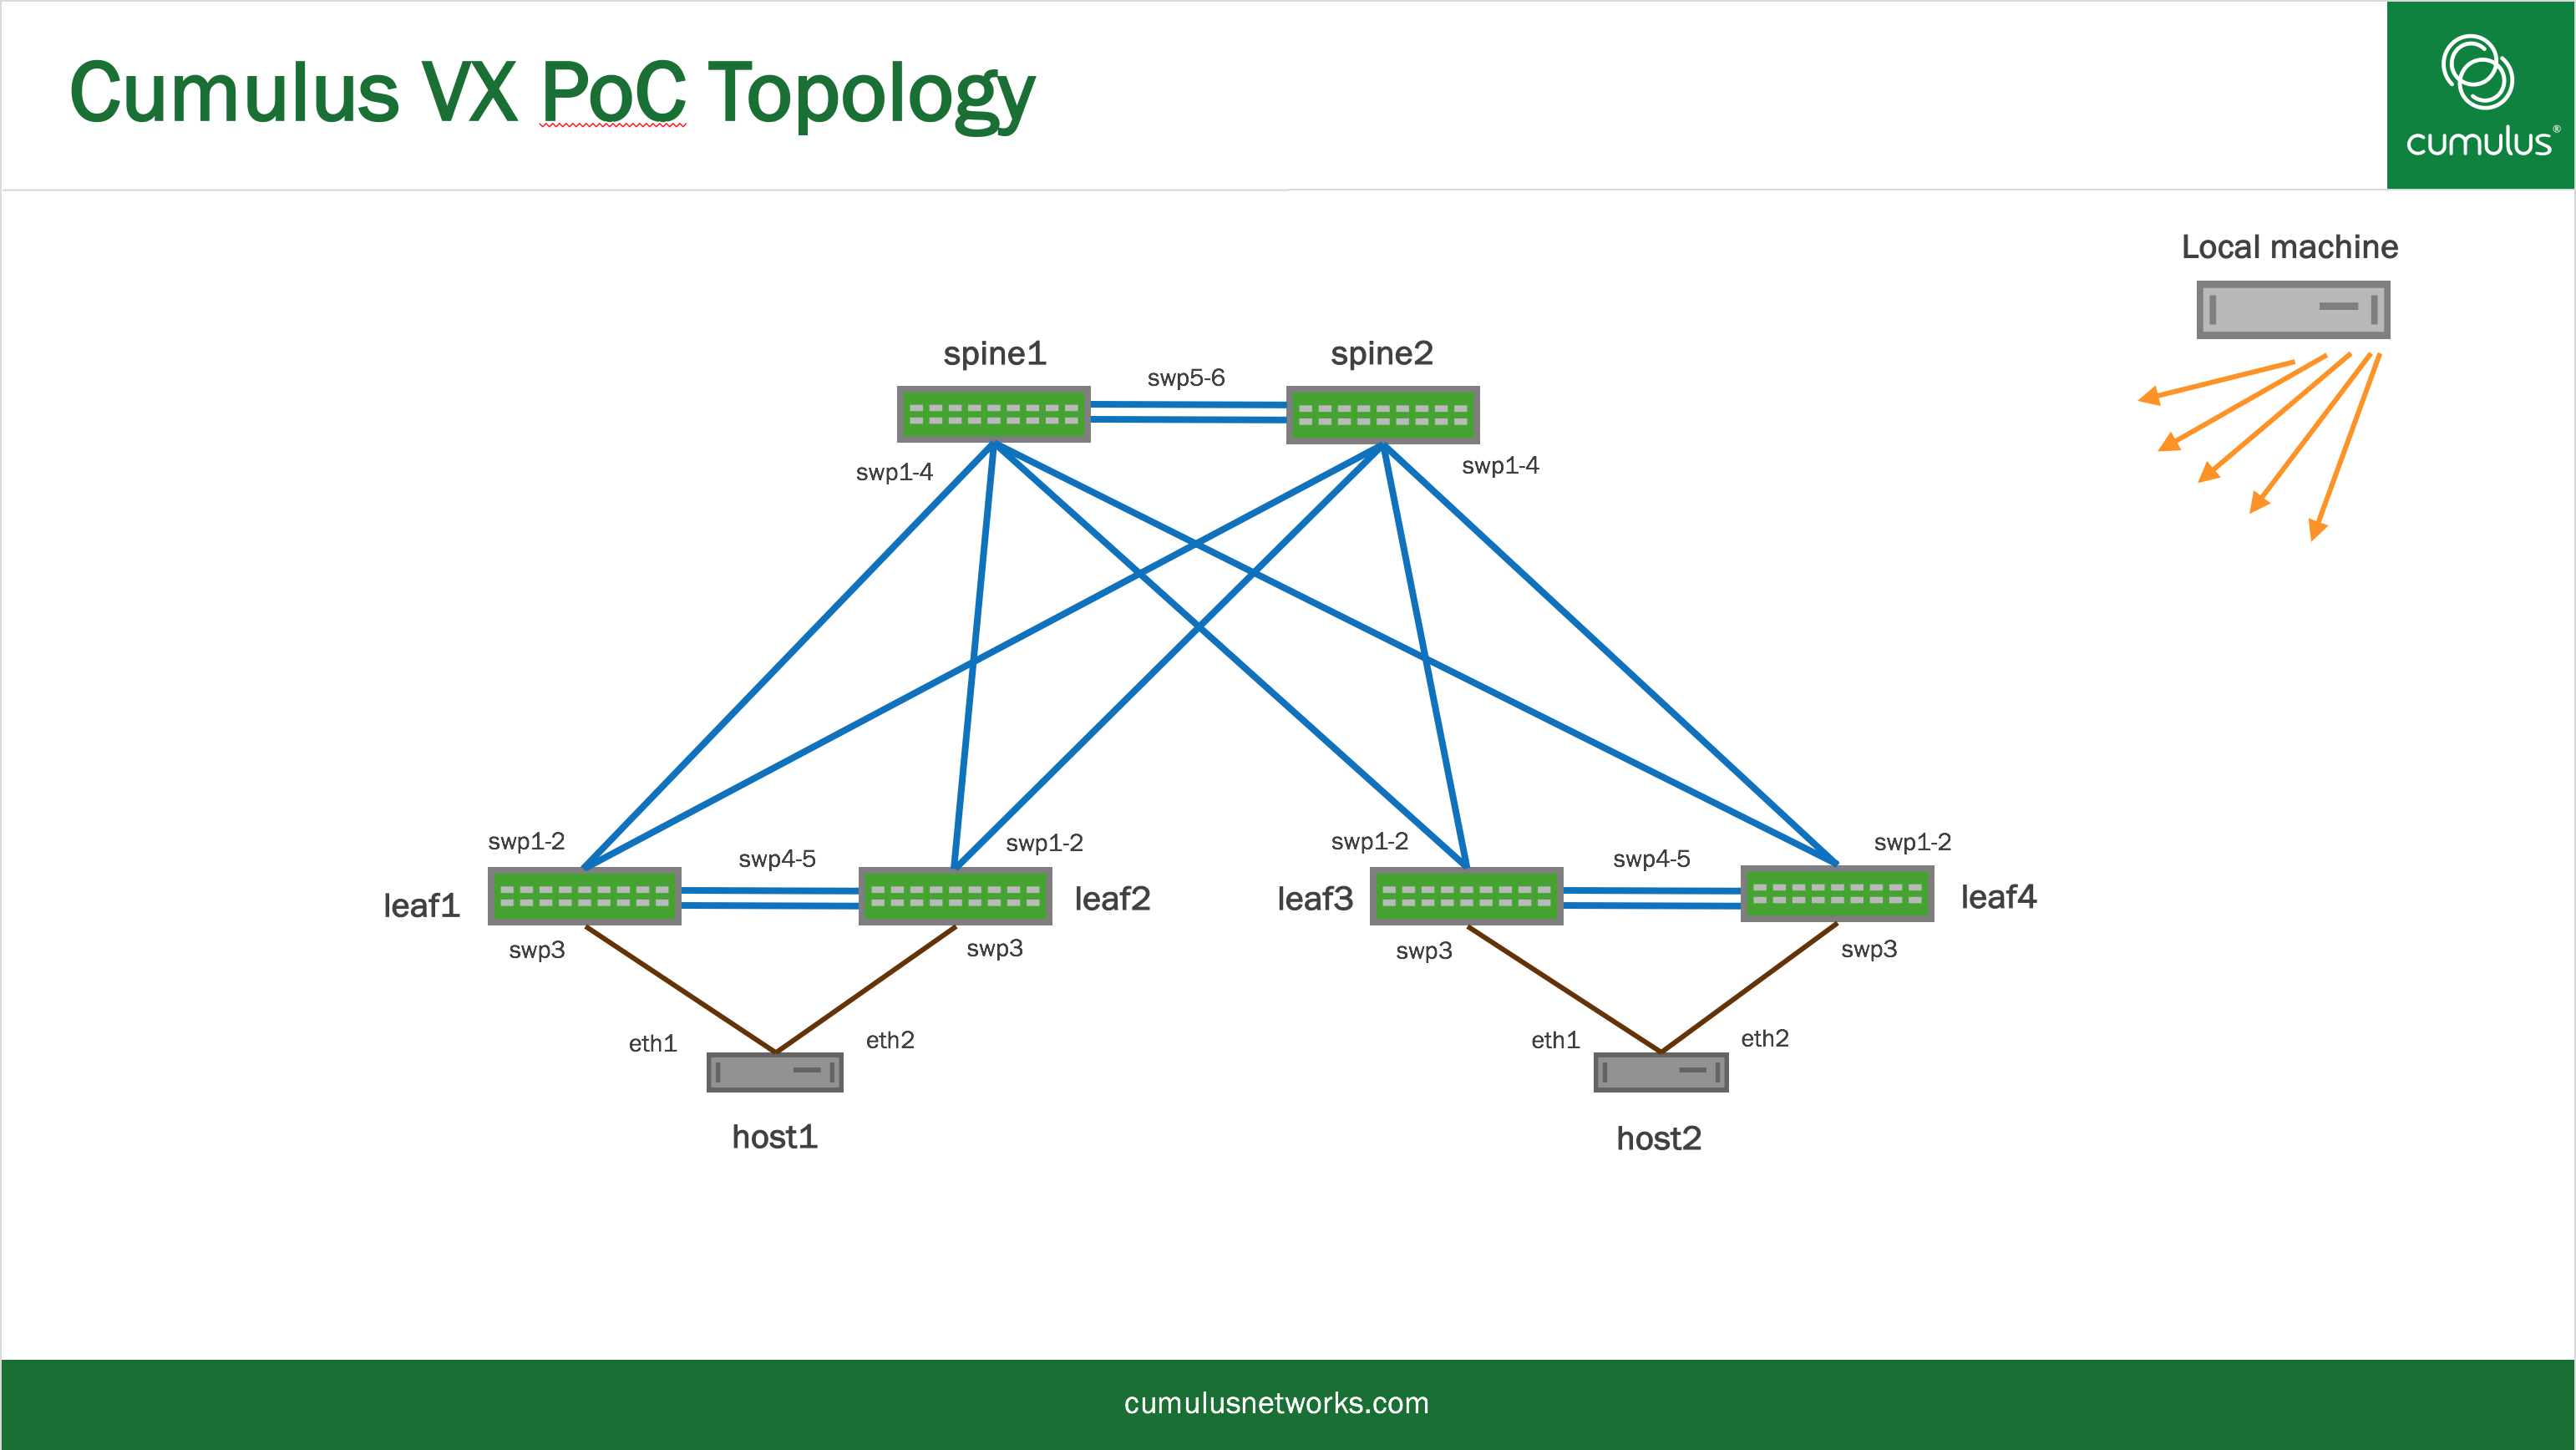 Cumulus VX PoC Topology
cumulus®
Local machine
spine1
spine2
swp5-6
swp1-4
swp1-4
swp1-2
swp1-2
swp1-2
swp1-2
swp4-5
swp4-5
leaf1
leaf2
leaf3
leaf4
swp3
swp3
swp3
swp3
eth1
eth2
eth1
eth2
host1
host2
cumulusnetworks.com